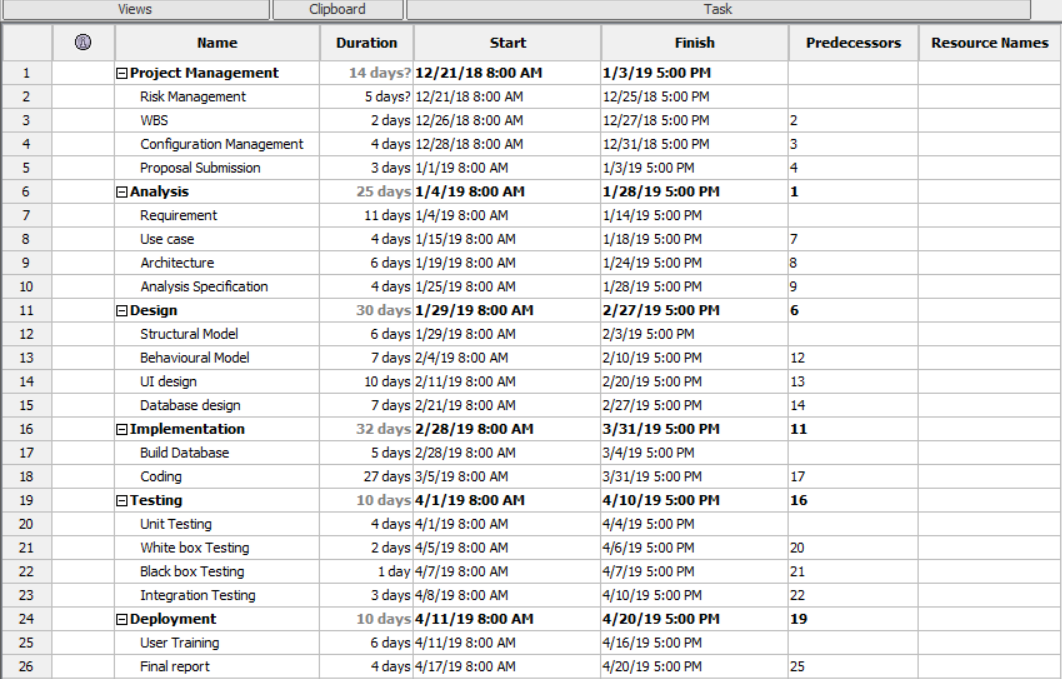 Views Clipboard Task
Name Duration Start Finish Predecessors Resource Names
1 Project Management 14 days? 12/21/18 8:00 AM 1/3/19 5:00 PM
2 Risk Management 5 days? 12/21/18 8:00 AM 12/25/18 5:00 PM
3 WBS 2 days 12/26/18 8:00 AM 12/27/18 5:00 PM 2
4 Configuration Management 4 days 12/28/18 8:00 AM 12/31/18 5:00 PM 3
5 Proposal Submission 3 days 1/1/19 8:00 AM 1/3/19 5:00 PM 4
6 Analysis 25 days 1/4/19 8:00 AM 1/28/19 5:00 PM 1
7 Requirement 11 days 1/4/19 8:00 AM 1/14/19 5:00 PM
8 Use case 4 days 1/15/19 8:00 AM 1/18/19 5:00 PM 7
9 Architecture 6 days 1/19/19 8:00 AM 1/24/19 5:00 PM 8
10 Analysis Specification 4 days 1/25/19 8:00 AM 1/28/19 5:00 PM 9
11 Design 30 days 1/29/19 8:00 AM 2/27/19 5:00 PM 6
12 Structural Model 6 days 1/29/19 8:00 AM 2/3/19 5:00 PM
13 Behavioural Model 7 days 2/4/19 8:00 AM 2/10/19 5:00 PM 12
14 UI design 10 days 2/11/19 8:00 AM 2/20/19 5:00 PM 13
15 Database design 7 days 2/21/19 8:00 AM 2/27/19 5:00 PM 14
16 Implementation 32 days 2/28/19 8:00 AM 3/31/19 5:00 PM 11
17 Build Database 5 days 2/28/19 8:00 AM 3/4/19 5:00 PM
18 Coding 27 days 3/5/19 8:00 AM 3/31/19 5:00 PM 17
19 Testing 10 days 4/1/19 8:00 AM 4/10/19 5:00 PM 16
20 Unit Testing 4 days 4/1/19 8:00 AM 4/4/19 5:00 PM
21 White box Testing 2 days 4/5/19 8:00 AM 4/6/19 5:00 PM 20
22 Black box Testing 1 day 4/7/19 8:00 AM 4/7/19 5:00 PM 21
23 Integration Testing 3 days 4/8/19 8:00 AM 4/10/19 5:00 PM 22
24 Deployment 10 days 4/11/19 8:00 AM 4/20/19 5:00 PM 19
25 User Training 6 days 4/11/19 8:00 AM 4/16/19 5:00 PM
26 Final report 4 days 4/17/19 8:00 AM 4/20/19 5:00 PM 25